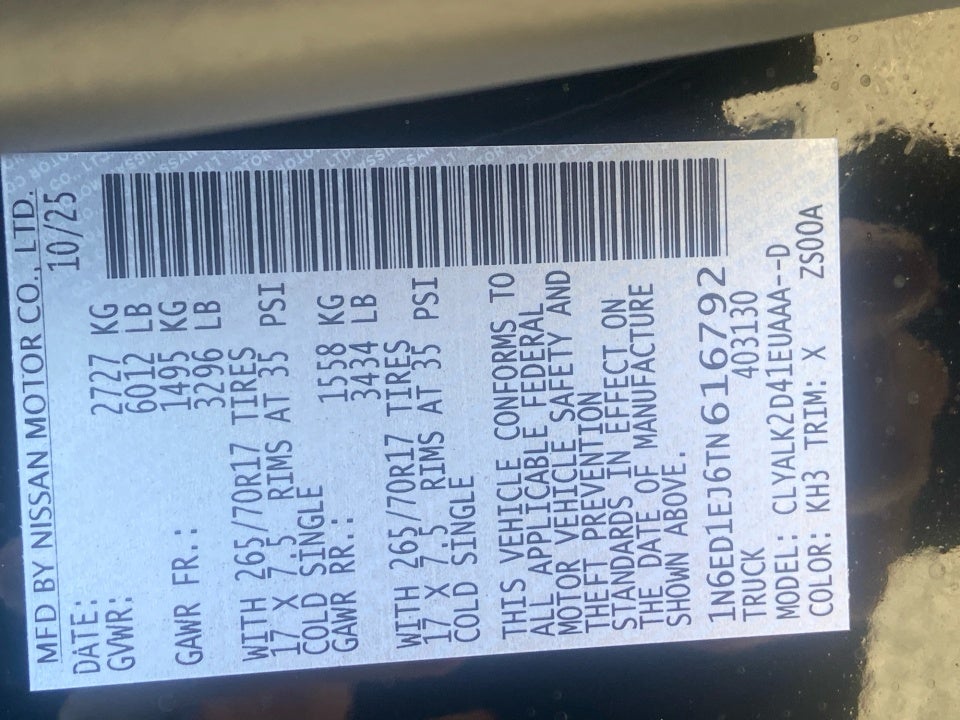 MFD BY NISSAN MOTOR CO., LTD.
DATE: 10/25
GVWR: 2727 KG
6012 LB
GAWR FR.: 1495 KG
3296 LB
WITH 265/70R17 TIRES
17 X 7.5 RIMS AT 35 PSI
COLD SINGLE
GAWR RR.: 1558 KG
3434 LB
WITH 265/70R17 TIRES
17 X 7.5 RIMS AT 35 PSI
COLD SINGLE
THIS VEHICLE CONFORMS TO
ALL APPLICABLE FEDERAL
MOTOR VEHICLE SAFETY AND
THEFT PREVENTION
STANDARDS IN EFFECT ON
THE DATE OF MANUFACTURE
SHOWN ABOVE.
1N6ED1EJ6TN616792
TRUCK 403130
MODEL: CLYALK2D41EUAAA--D
COLOR: KH3 TRIM: X ZS00A